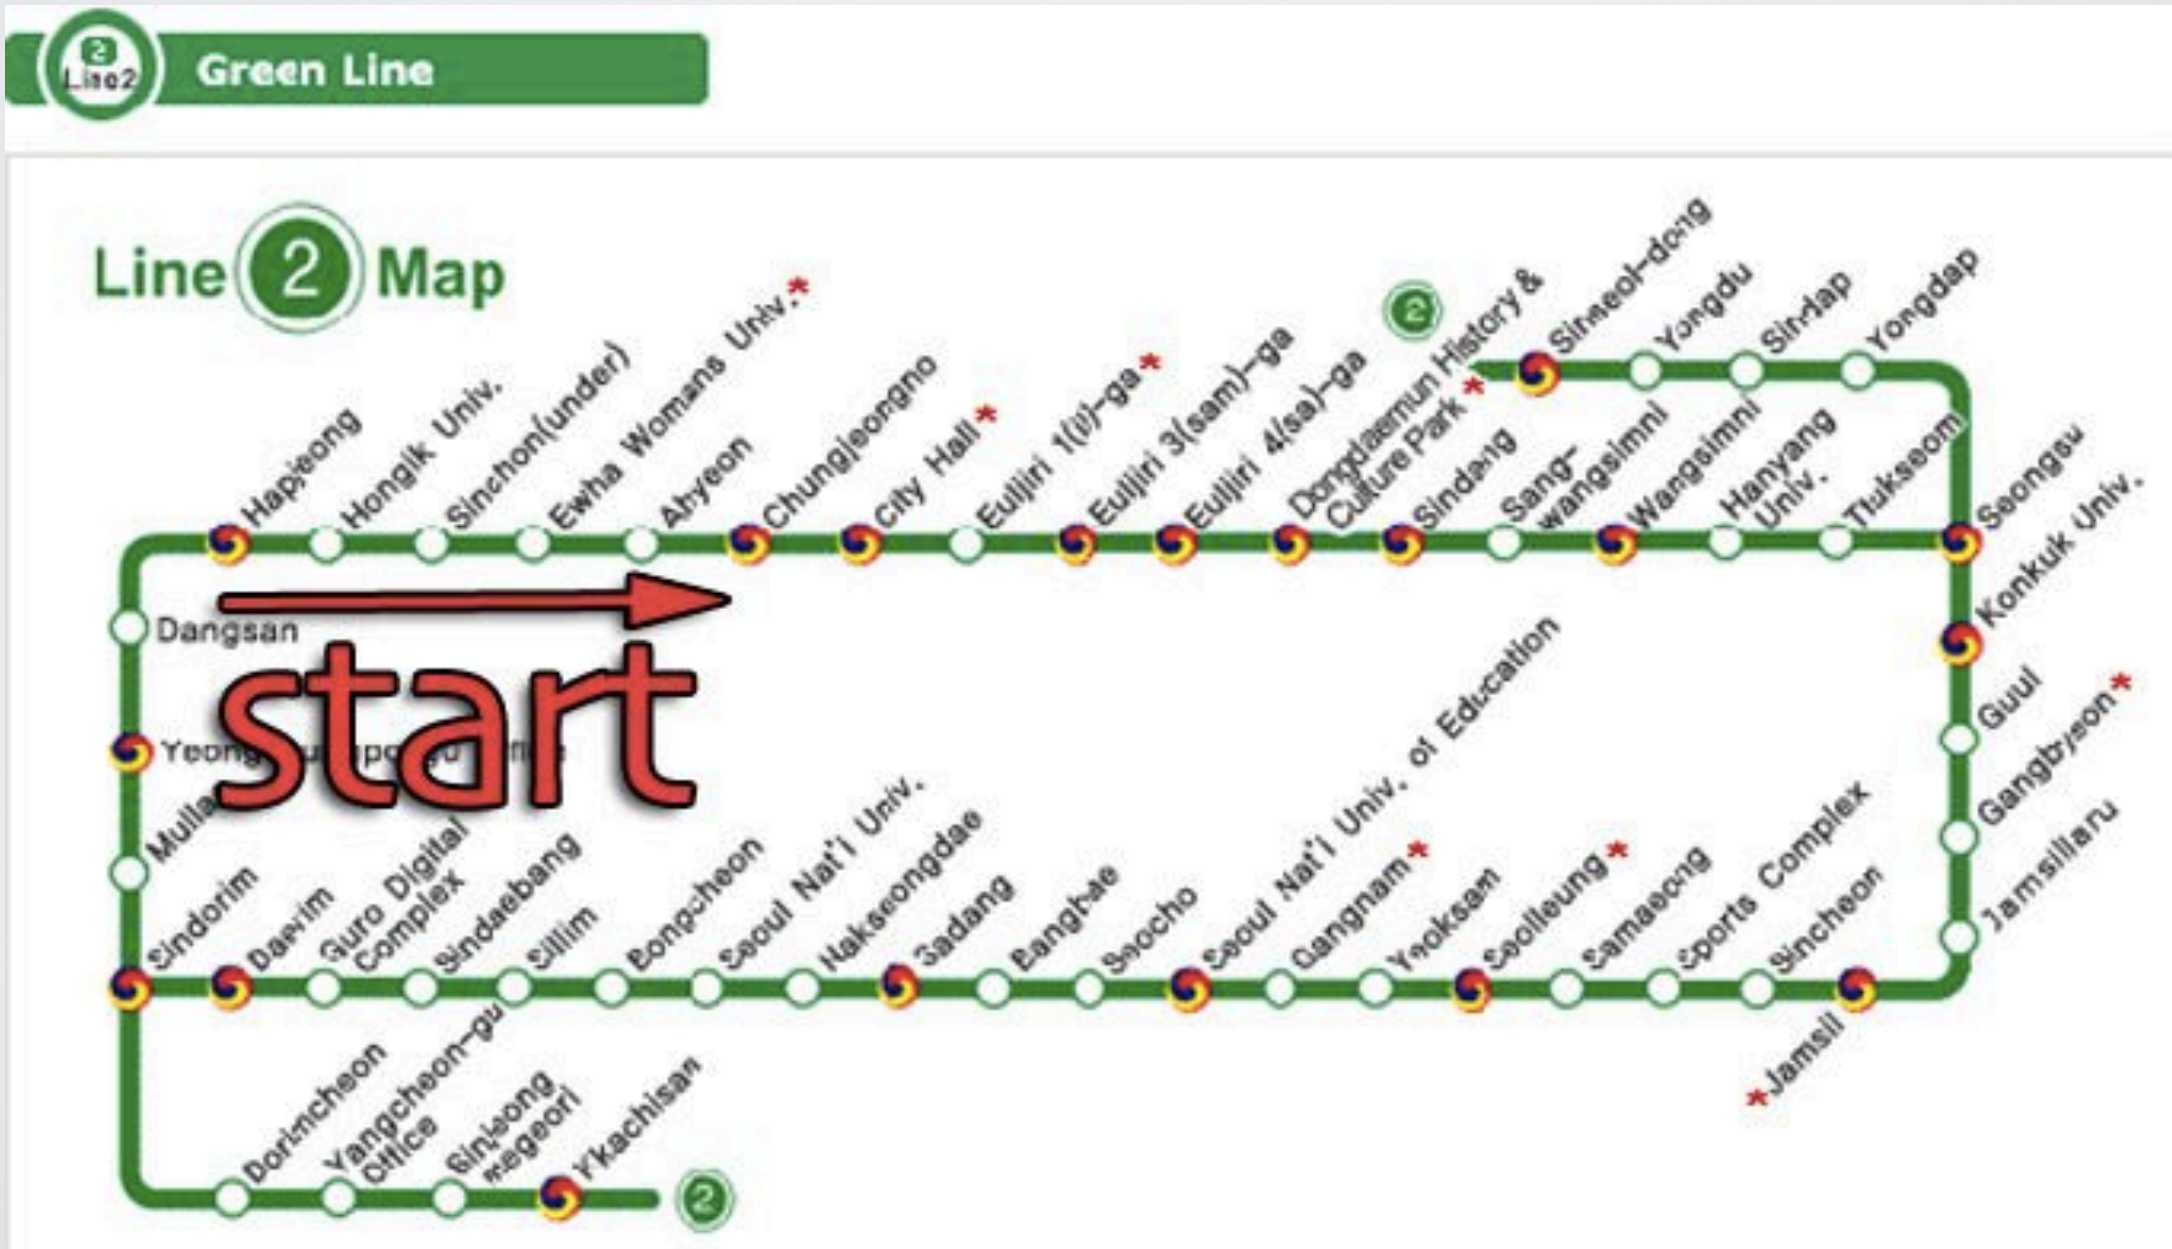 2
Line2
Green Line
Line 2 Map
Hapjeong
Hongik Univ.
Sinchon(under)
Ewha Womans Univ.*
Ahyeon
Chungjeongno
City Hall*
Euljiri 1(il)-ga*
Euljiri 3(sam)-ga
Euljiri 4(sa)-ga
Dongdaemun History &
Culture Park*
2
Sindang
Sang-
wangsimni
Wangsimni
Hanyang
Univ.
Ttukseom
Sinseol-dong
Yongdu
Sindap
Yongdap
Seongsu
Konkuk Univ.
Guui
Gangbyeon*
Jamsillaru
*Jamsil
Dangsan
start
Sindorim
Daerim
Guro Digital
Complex
Sindaebang
Sillim
Bongcheon
Seoul Nat'l Univ.
Nakseongdae
Sadang
Bangbae
Seocho
Seoul Nat'l Univ. of Education
Gangnam*
Yeoksam
Seolleung*
Samseong
Sports Complex
Sincheon
Dorimcheon
Yangcheon-gu
Office
Sinjeong
negeori
kkachisan
2